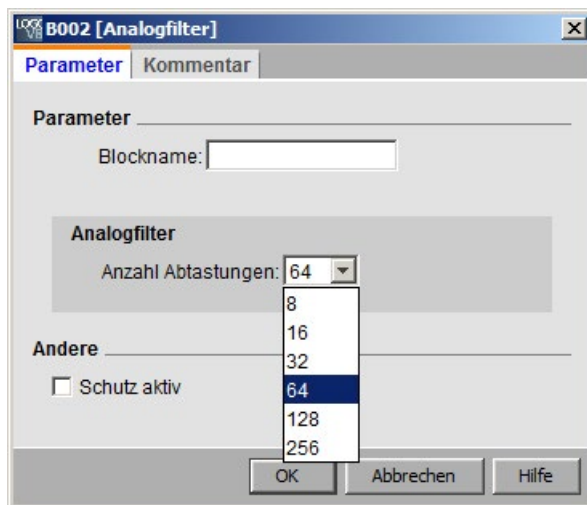 B002 [Analogfilter]
Parameter Kommentar
Parameter
Blockname:
Analogfilter
Anzahl Abtastungen: 64
8
16
32
64
128
256
Andere
Schutz aktiv
OK Abbrechen Hilfe